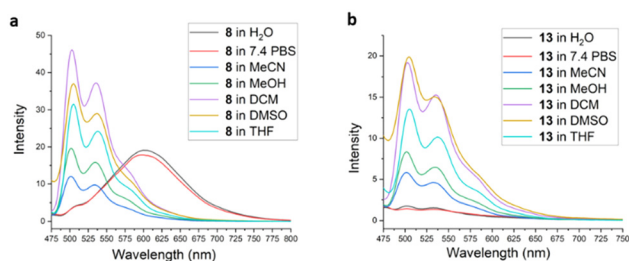 a
8 in H₂O
8 in 7.4 PBS
8 in MeCN
8 in MeOH
8 in DCM
8 in DMSO
8 in THF
Intensity
50
40
30
20
10
0
475 500 525 550 575 600 625 650 675 700 725 750 775 800
Wavelength (nm)
b
13 in H₂O
13 in 7.4 PBS
13 in MeCN
13 in MeOH
13 in DCM
13 in DMSO
13 in THF
Intensity
25
20
15
10
5
0
475 500 525 550 575 600 625 650 675 700 725 750
Wavelength (nm)